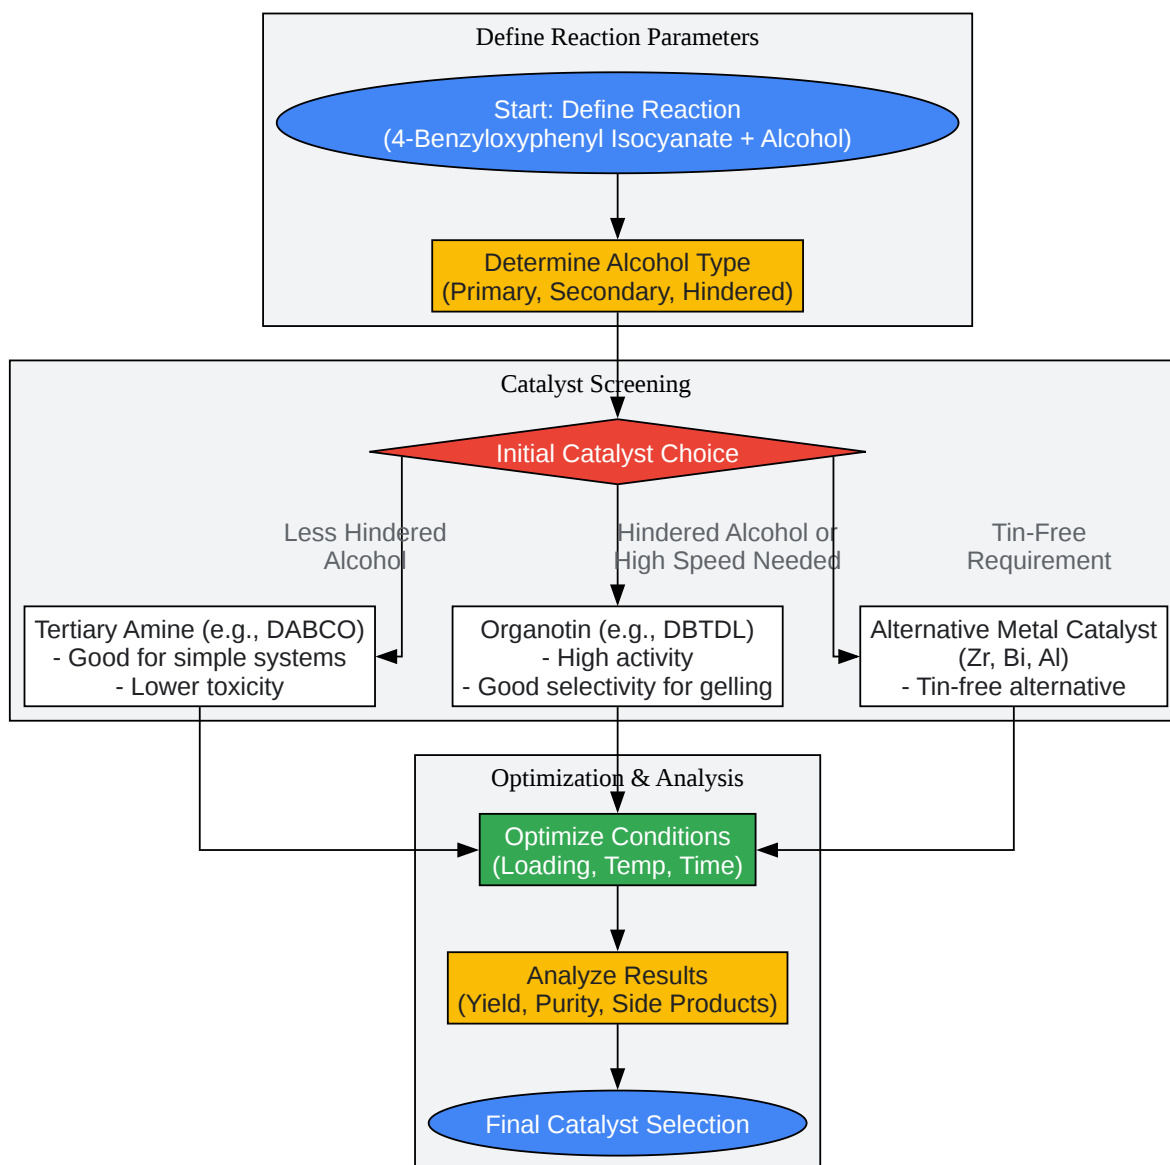 Define Reaction Parameters
Start: Define Reaction
(4-Benzyloxyphenyl Isocyanate + Alcohol)
Determine Alcohol Type
(Primary, Secondary, Hindered)
Catalyst Screening
Initial Catalyst Choice
Less Hindered
Alcohol
Hindered Alcohol or
High Speed Needed
Tin-Free
Requirement
Tertiary Amine (e.g., DABCO)
- Good for simple systems
- Lower toxicity
Organotin (e.g., DBTDL)
- High activity
- Good selectivity for gelling
Alternative Metal Catalyst
(Zr, Bi, Al)
- Tin-free alternative
Optimization & Analysis
Optimize Conditions
(Loading, Temp, Time)
Analyze Results
(Yield, Purity, Side Products)
Final Catalyst Selection